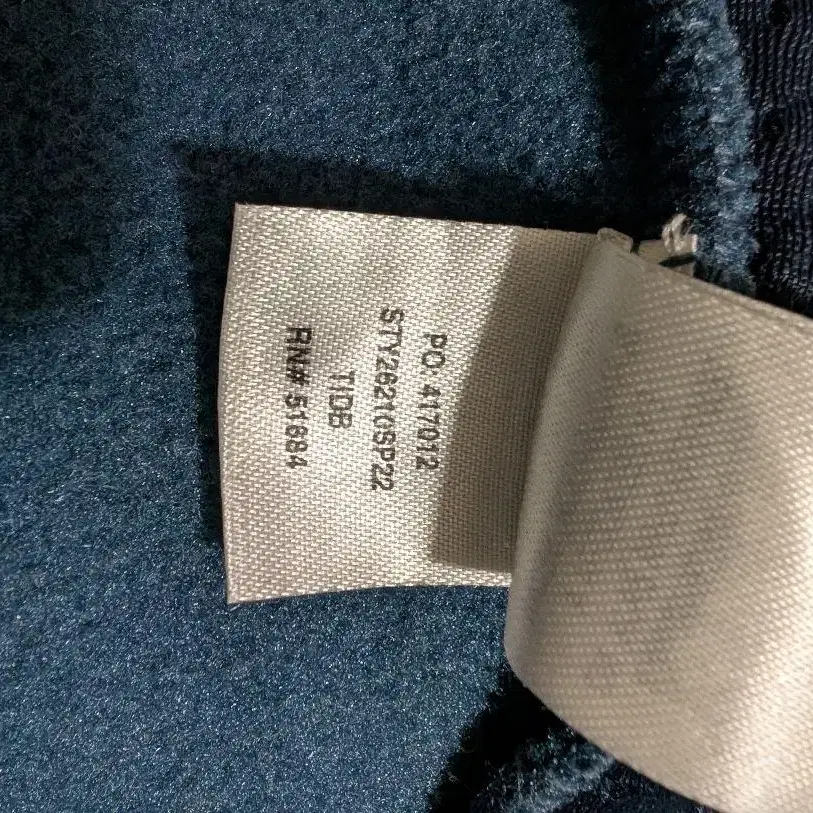 PO. 417012
STY26210SP22
TIDB
RN# 51884